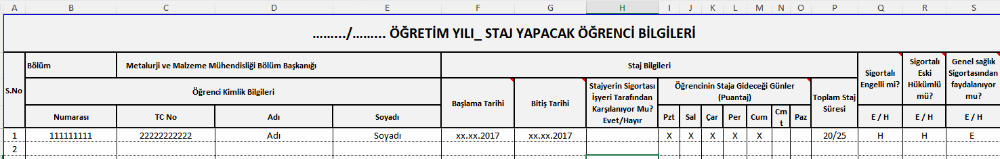 A B C D E F G H I J K L M N O P Q R S
………/……… ÖĞRETİM YILI_ STAJ YAPACAK ÖĞRENCİ BİLGİLERİ
S.No
Bölüm
Metalurji ve Malzeme Mühendisliği Bölüm Başkanığı
Staj Bilgileri
Sigortalı
Engelli mi?
Sigortalı
Eski
Hükümlü
mü?
Genel sağlık
Sigortasından
faydalanıyor
mu?
Öğrenci Kimlik Bilgileri
Başlama Tarihi
Bitiş Tarihi
Stajyerin Sigortası
İşyeri Tarafından
Karşılanıyor Mu?
Evet/Hayır
Öğrencinin Staja Gideceği Günler
(Puantaj)
Toplam Staj
Süresi
Numarası TC No Adı Soyadı
Pzt Sal Çar Per Cum
Cm
t
Paz
E / H E / H E / S
1 111111111 22222222222 Adı Soyadı xx.xx.2017 xx.xx.2017 X X X X X 20/25 H H E
2